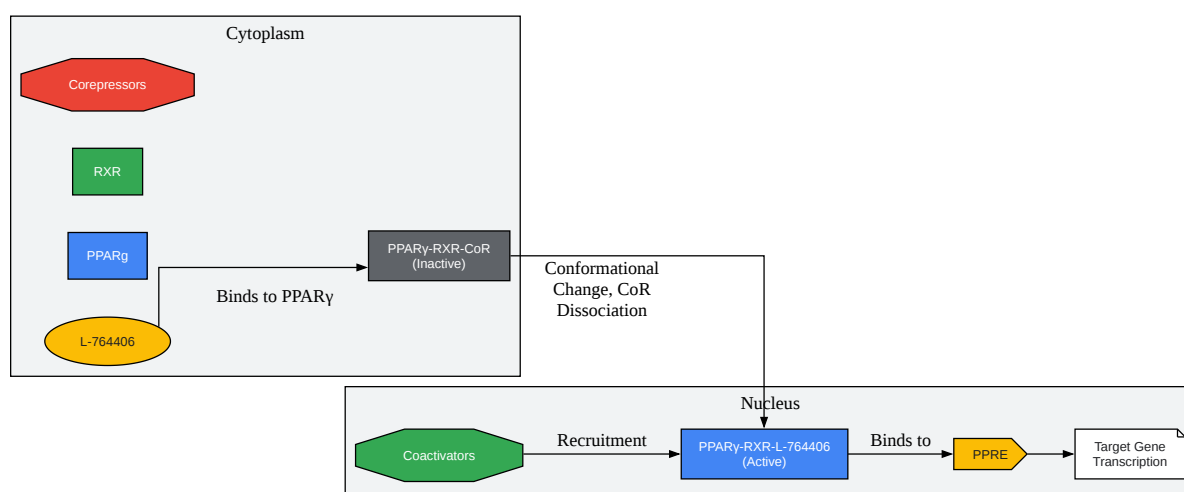 Cytoplasm
Corepressors
RXR
PPARg
PPARγ-RXR-CoR
(Inactive)
Binds to PPARγ
L-764406
Conformational
Change, CoR
Dissociation
Nucleus
Coactivators
Recruitment
PPARγ-RXR-L-764406
(Active)
Binds to
PPRE
Target Gene
Transcription